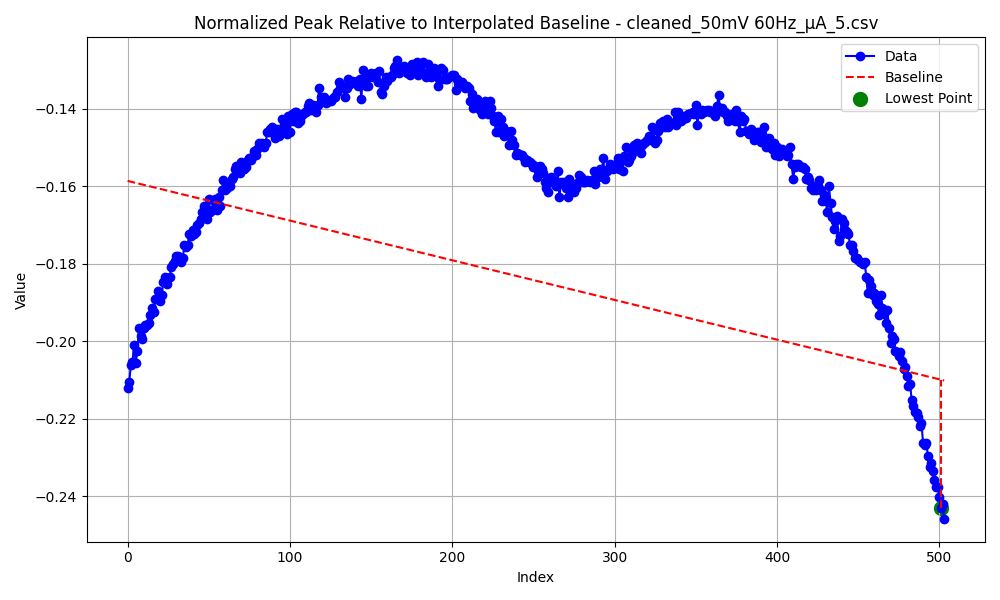 Normalized Peak Relative to Interpolated Baseline - cleaned_50mV 60Hz_μA_5.csv
Data
Baseline
Lowest Point
−0.14
−0.16
−0.18
−0.20
−0.22
−0.24
Value
0 100 200 300 400 500
Index